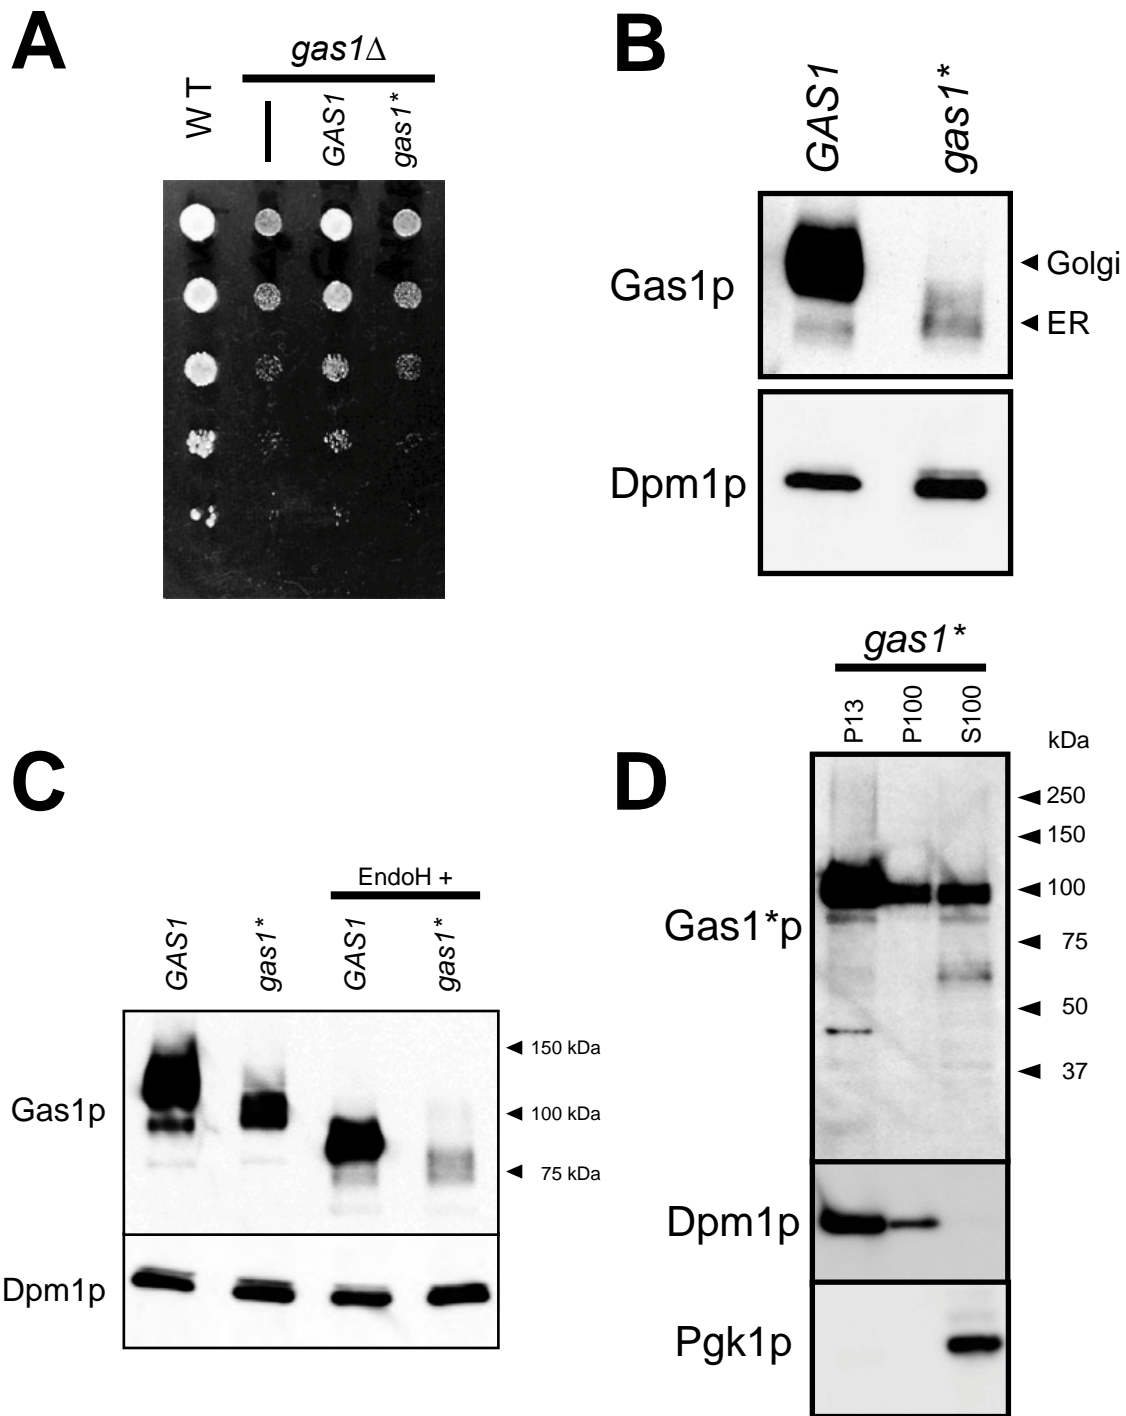 A
gas1Δ
W T
GAS1
gas1*
B
GAS1
gas1*
Gas1p
Golgi
ER
Dpm1p
C
EndoH +
GAS1
gas1*
GAS1
gas1*
Gas1p
150 kDa
100 kDa
75 kDa
Dpm1p
D
gas1*
P13
P100
S100
kDa
Gas1*p
250
150
100
75
50
37
Dpm1p
Pgk1p